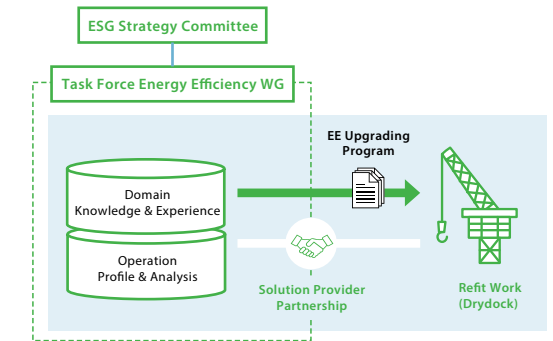 ESG Strategy Committee
Task Force Energy Efficiency WG
EE Upgrading
Program
Domain
Knowledge & Experience
Operation
Profile & Analysis
Solution Provider
Partnership
Refit Work
(Drydock)